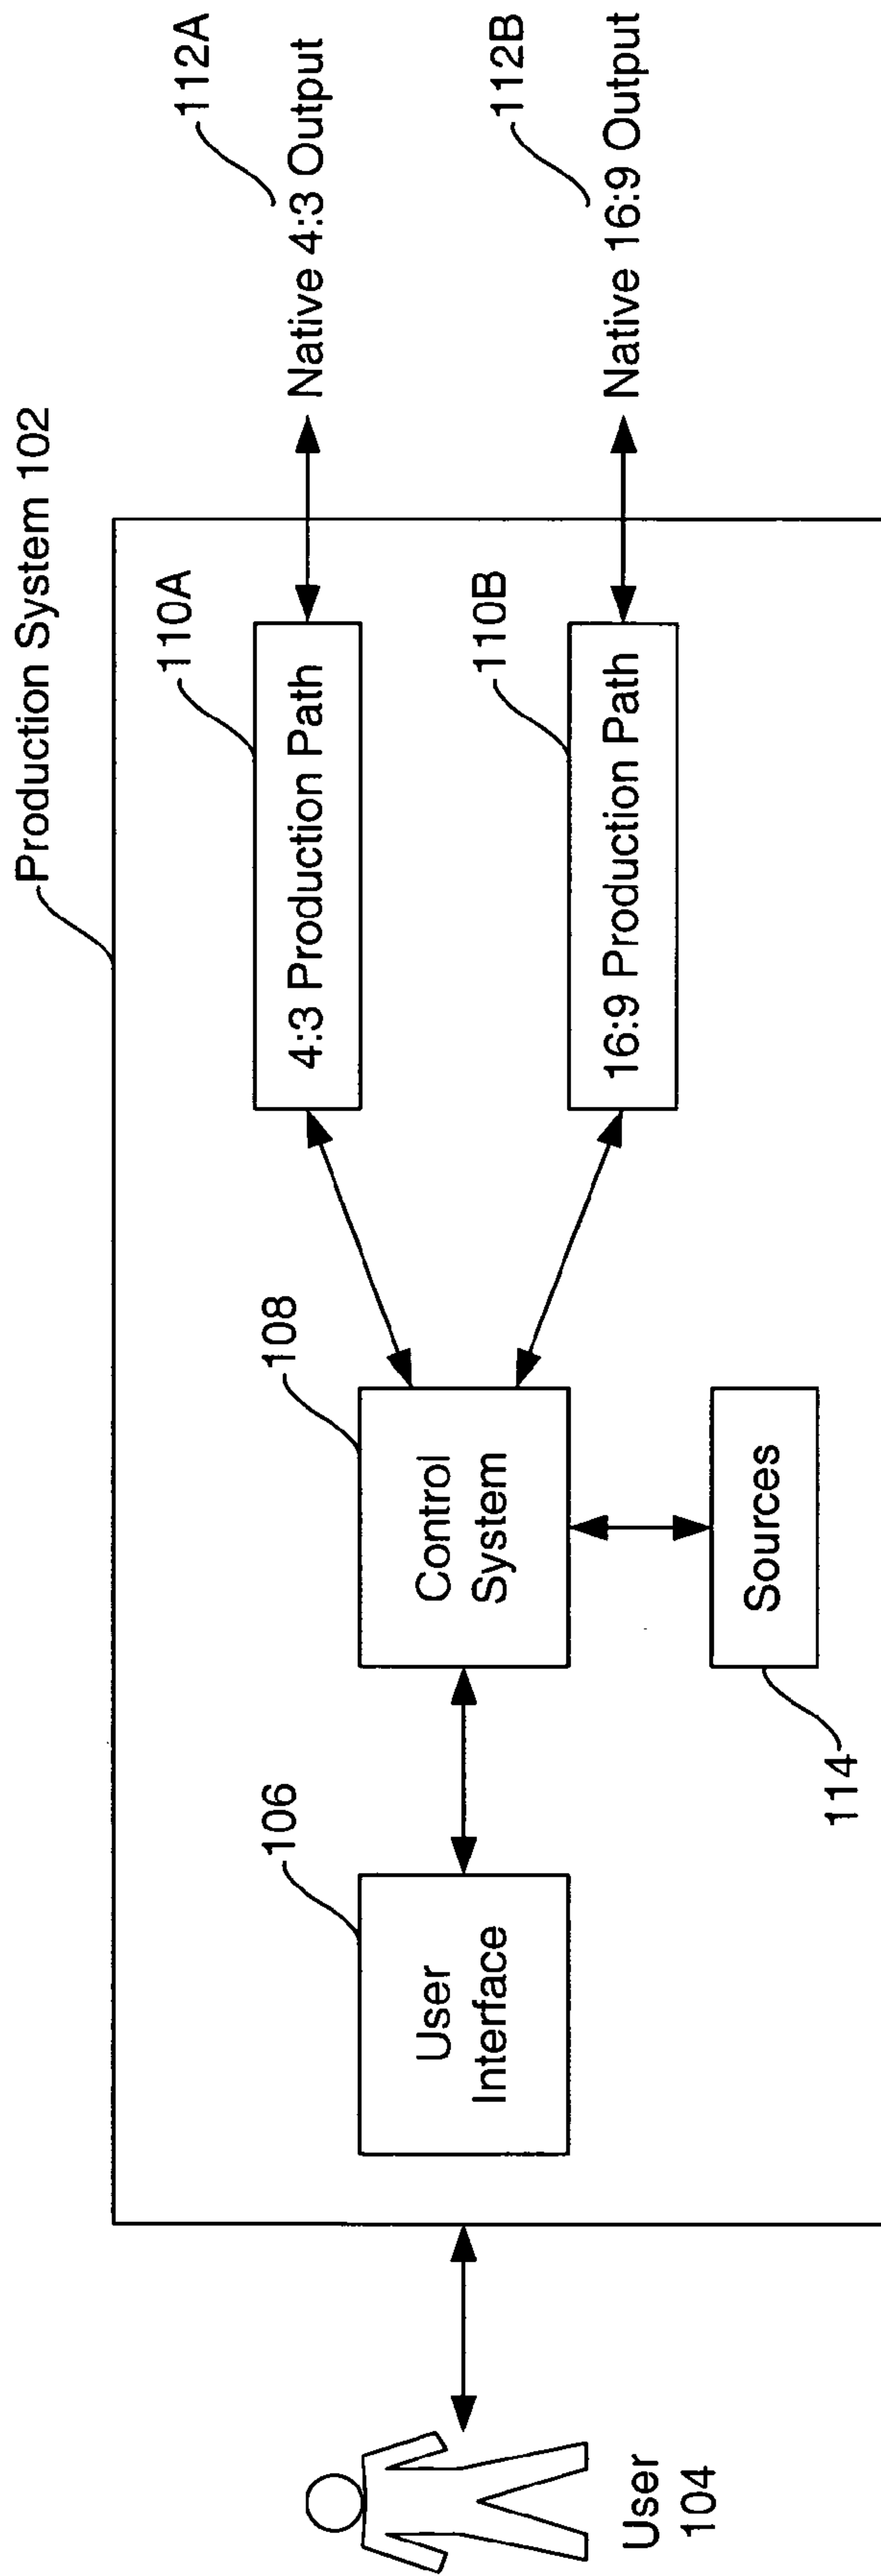 Production System 102
112A
Native 4:3 Output
110A
4:3 Production Path
112B
Native 16:9 Output
110B
16:9 Production Path
108
Control
System
106
User
Interface
Sources
114
User
104